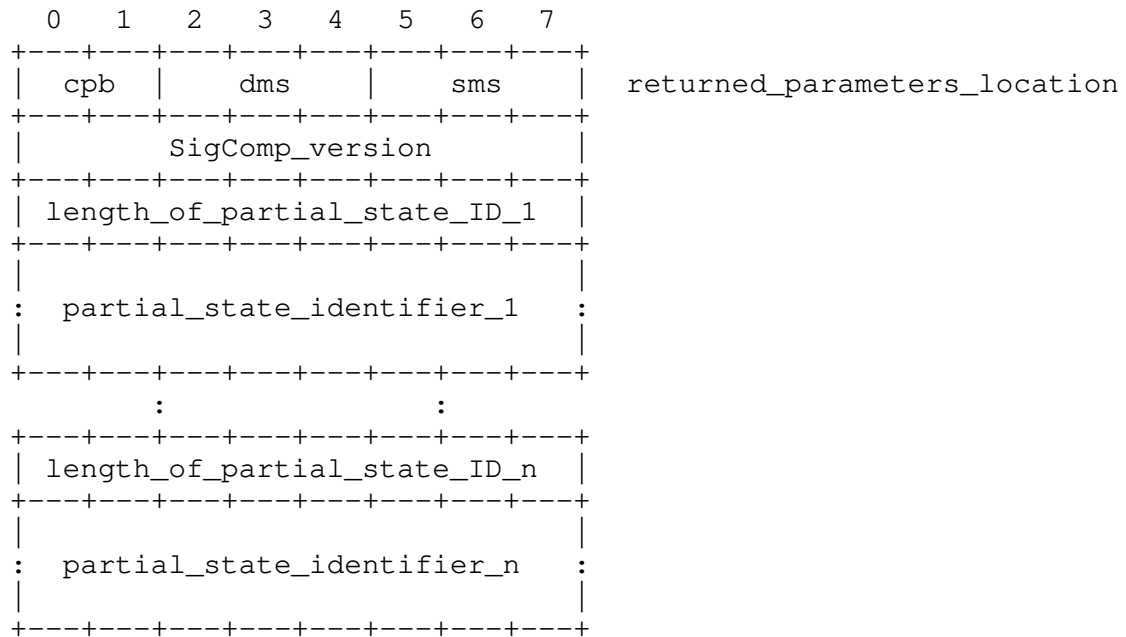 0   1   2   3   4   5   6   7
+---+---+---+---+---+---+---+---+
|  cpb  |    dms    |    sms    |  returned_parameters_location
+---+---+---+---+---+---+---+---+
|        SigComp_version        |
+---+---+---+---+---+---+---+---+
| length_of_partial_state_ID_1  |
+---+---+---+---+---+---+---+---+
|                               |
:  partial_state_identifier_1   :
|                               |
+---+---+---+---+---+---+---+---+
        :               :
+---+---+---+---+---+---+---+---+
| length_of_partial_state_ID_n  |
+---+---+---+---+---+---+---+---+
|                               |
:  partial_state_identifier_n   :
|                               |
+---+---+---+---+---+---+---+---+